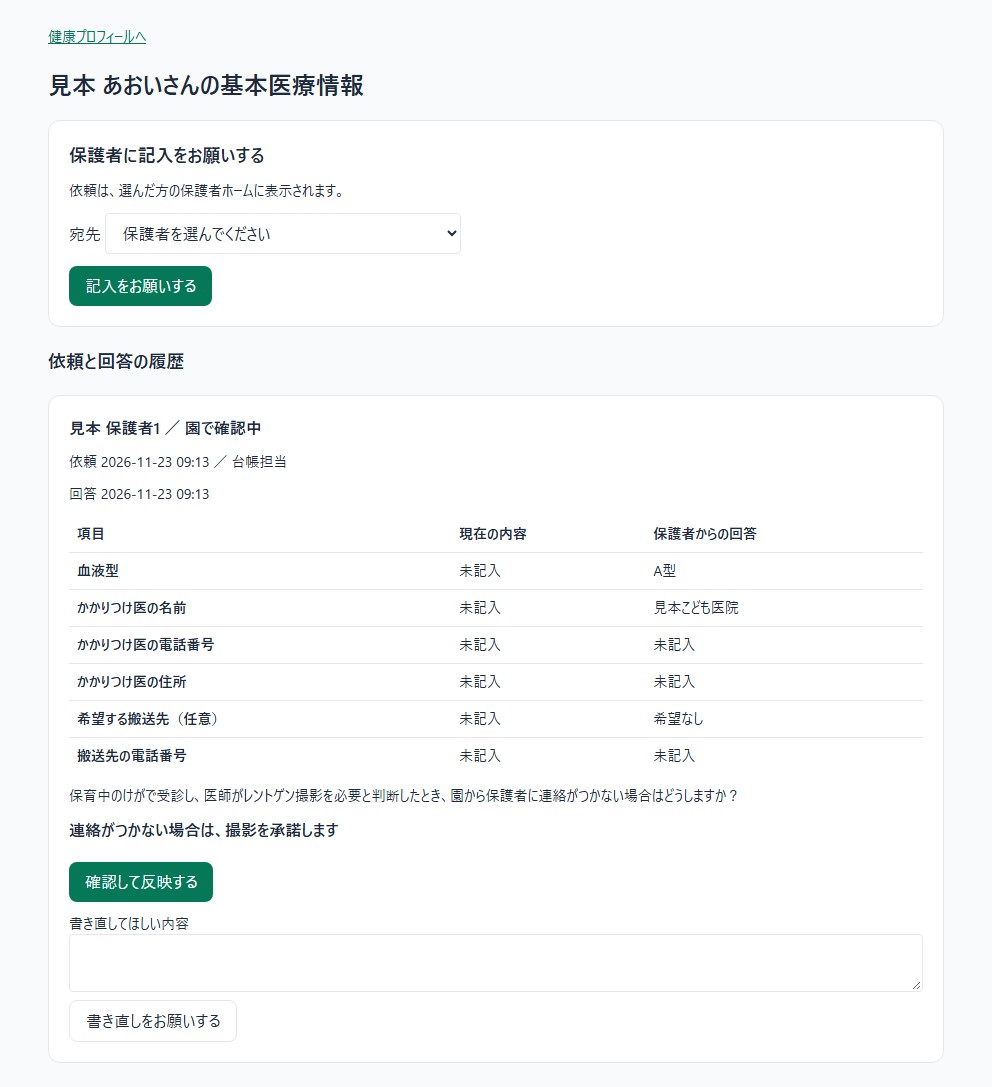 健康プロフィールへ
見本 あおいさんの基本医療情報
保護者に記入をお願いする
依頼は、選んだ方の保護者ホームに表示されます。
宛先 保護者を選んでください
記入をお願いする
依頼と回答の履歴
見本 保護者1 ／ 園で確認中
依頼 2026-11-23 09:13 ／ 台帳担当
回答 2026-11-23 09:13
項目 現在の内容 保護者からの回答
血液型 未記入 A型
かかりつけ医の名前 未記入 見本こども医院
かかりつけ医の電話番号 未記入 未記入
かかりつけ医の住所 未記入 未記入
希望する搬送先（任意） 未記入 希望なし
搬送先の電話番号 未記入 未記入
保育中のけがで受診し、医師がレントゲン撮影を必要と判断したとき、園から保護者に連絡がつかない場合はどうしますか？
連絡がつかない場合は、撮影を承諾します
確認して反映する
書き直してほしい内容
書き直しをお願いする